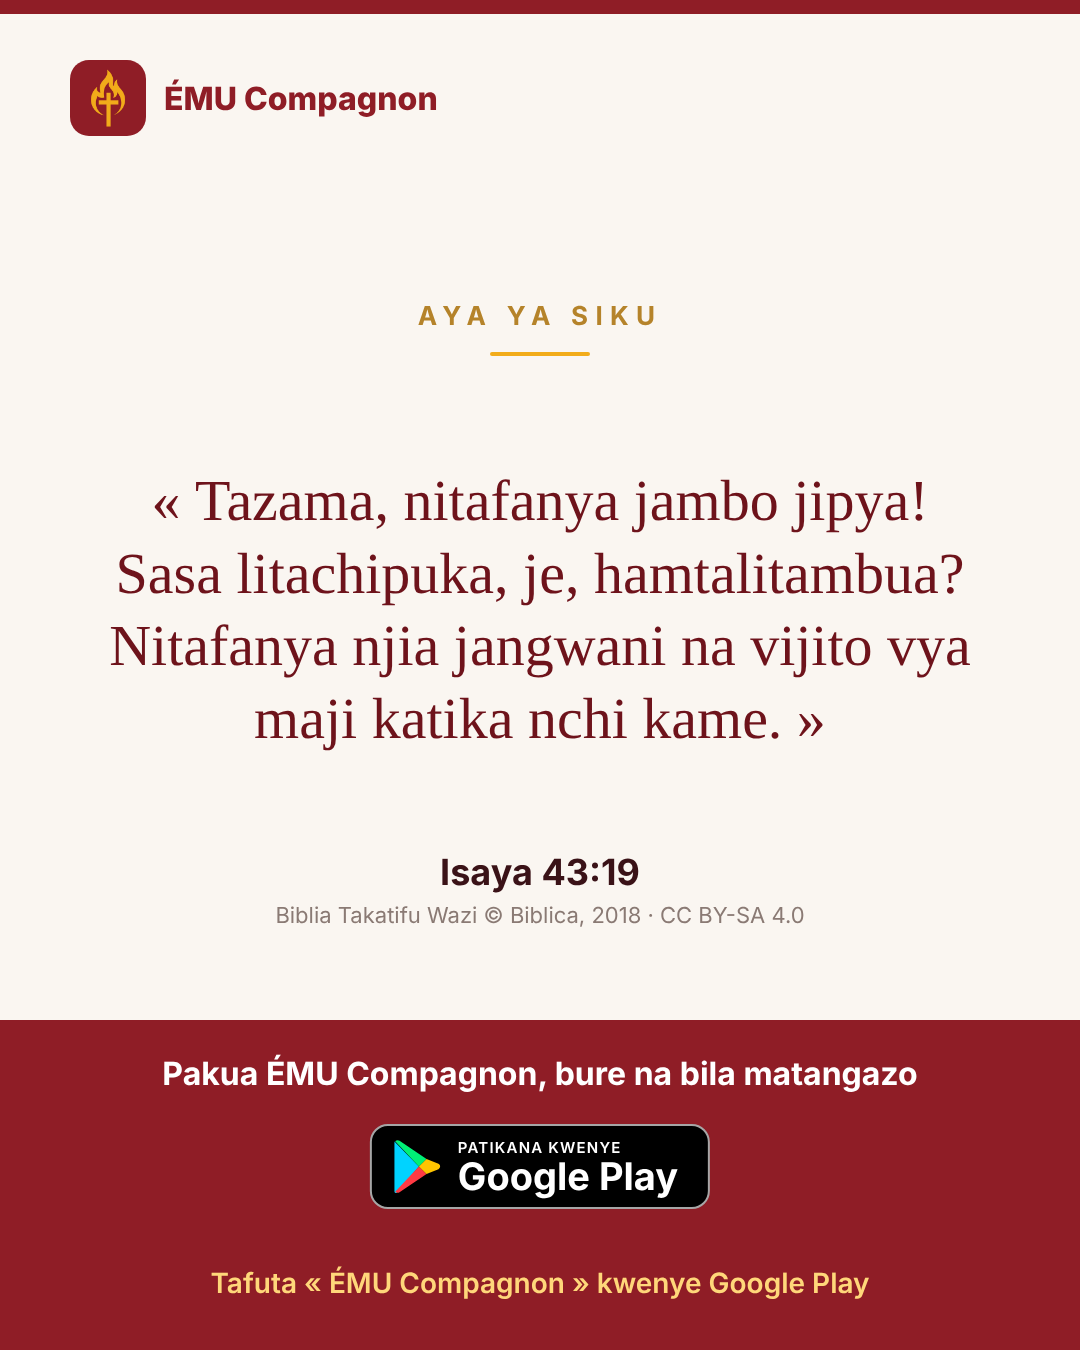 ÉMU Compagnon
AYA YA SIKU
« Tazama, nitafanya jambo jipya!
Sasa litachipuka, je, hamtalitambua?
Nitafanya njia jangwani na vijito vya
maji katika nchi kame. »
Isaya 43:19
Biblia Takatifu Wazi © Biblica, 2018 · CC BY-SA 4.0
Pakua ÉMU Compagnon, bure na bila matangazo
PATIKANA KWENYE
Google Play
Tafuta « ÉMU Compagnon » kwenye Google Play